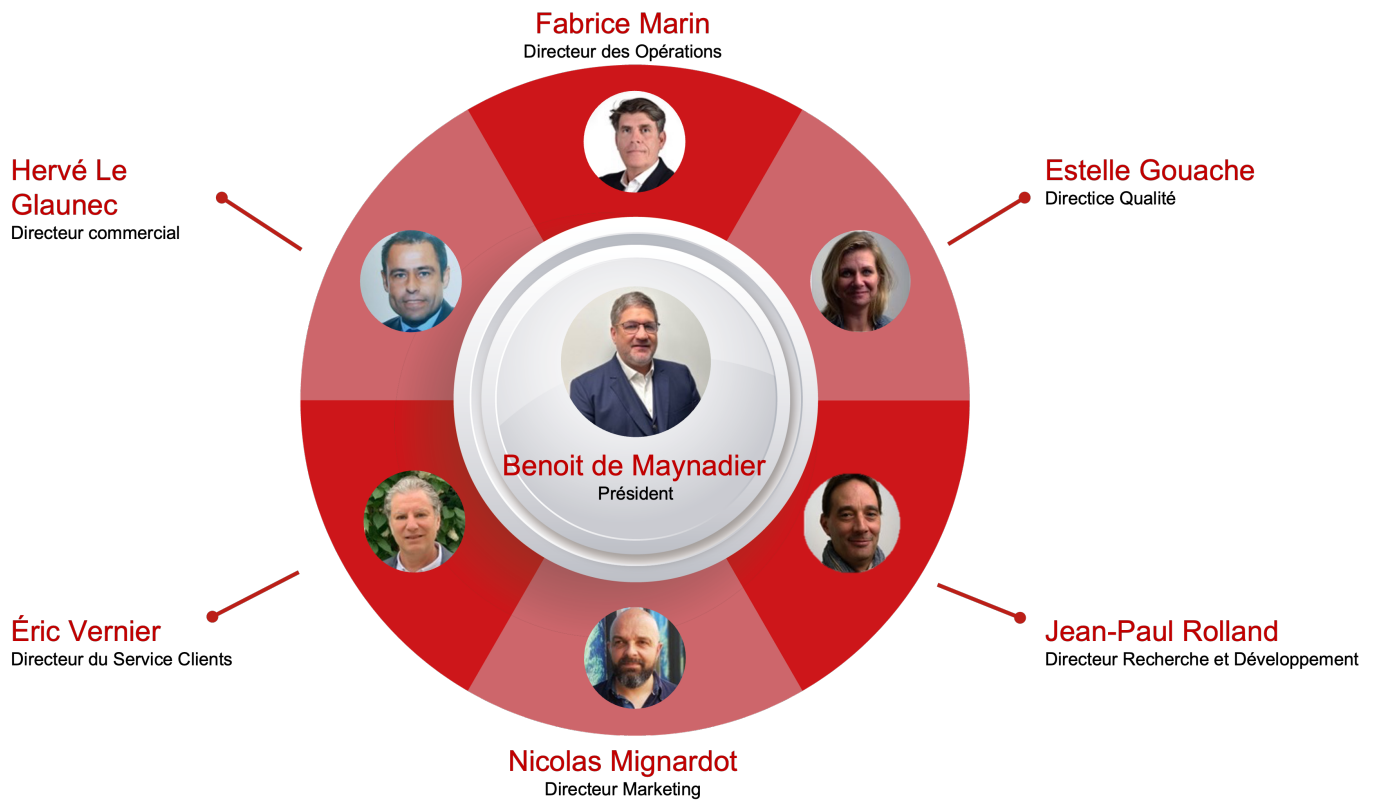 Fabrice Marin
Directeur des Opérations
Hervé Le
Glaunec
Directeur commercial
Estelle Gouache
Directice Qualité
Benoit de Maynadier
Président
Éric Vernier
Directeur du Service Clients
Jean-Paul Rolland
Directeur Recherche et Développement
Nicolas Mignardot
Directeur Marketing